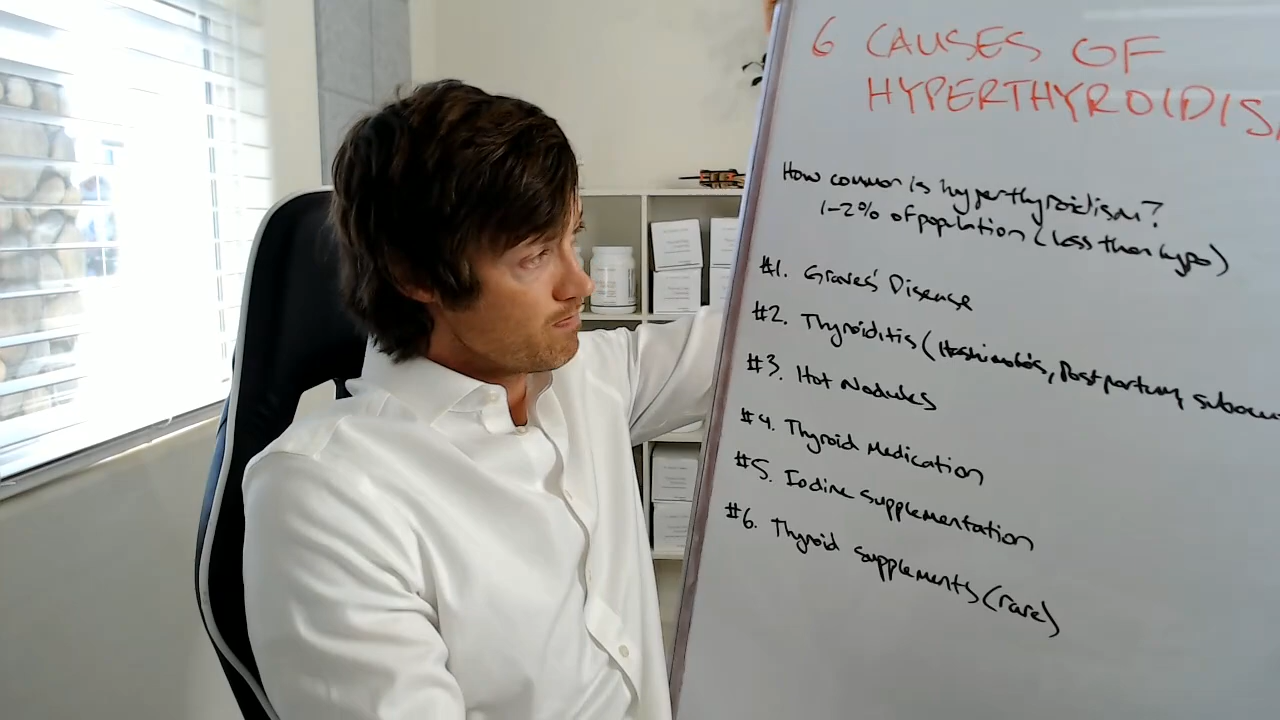 6 CAUSES OF
HYPERTHYROIDIS
How common is hyperthyroidism?
1-2% of population (less than hypo)
#1. Graves' Disease
#2. Thyroiditis (Hashimoto's, Postpartum,
#3. Hot Nodules
#4. Thyroid Medication
#5. Iodine Supplementation
#6. Thyroid supplements (rare)